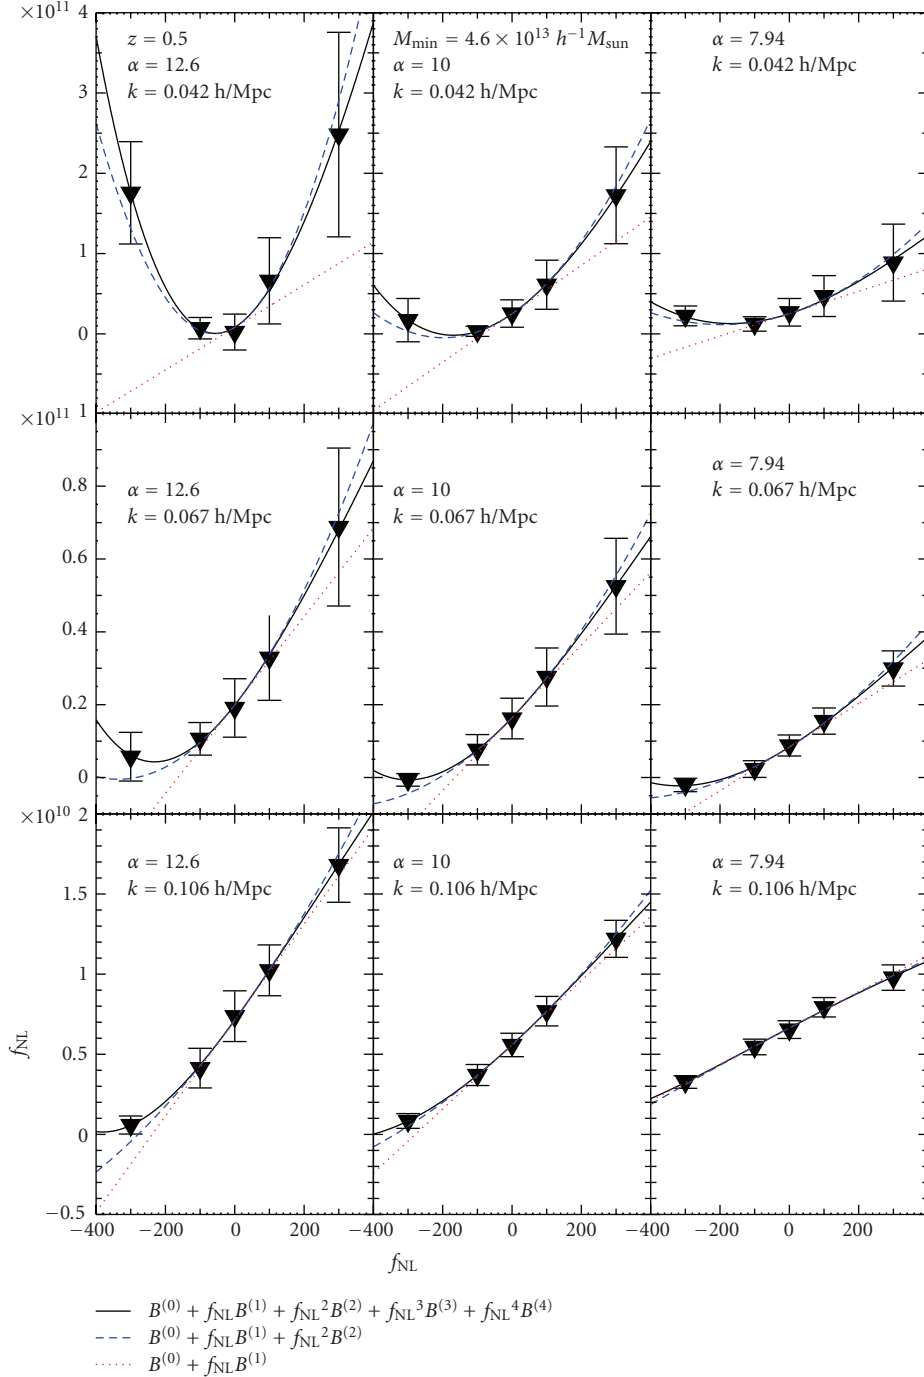 ×10¹¹ 4
z = 0.5
α = 12.6
k = 0.042 h/Mpc
M_min = 4.6 × 10¹³ h⁻¹M_sun
α = 10
k = 0.042 h/Mpc
α = 7.94
k = 0.042 h/Mpc
3
2
1
0
1
×10¹¹
α = 12.6
k = 0.067 h/Mpc
α = 10
k = 0.067 h/Mpc
α = 7.94
k = 0.067 h/Mpc
0.8
0.6
0.4
0.2
0
×10¹⁰ 2
α = 12.6
k = 0.106 h/Mpc
α = 10
k = 0.106 h/Mpc
α = 7.94
k = 0.106 h/Mpc
1.5
1
0.5
0
−0.5
f_NL
−400 −200 0 200 −400 −200 0 200 −400 −200 0 200
f_NL
B⁽⁰⁾ + f_NL B⁽¹⁾ + f_NL² B⁽²⁾ + f_NL³ B⁽³⁾ + f_NL⁴ B⁽⁴⁾
B⁽⁰⁾ + f_NL B⁽¹⁾ + f_NL² B⁽²⁾
B⁽⁰⁾ + f_NL B⁽¹⁾